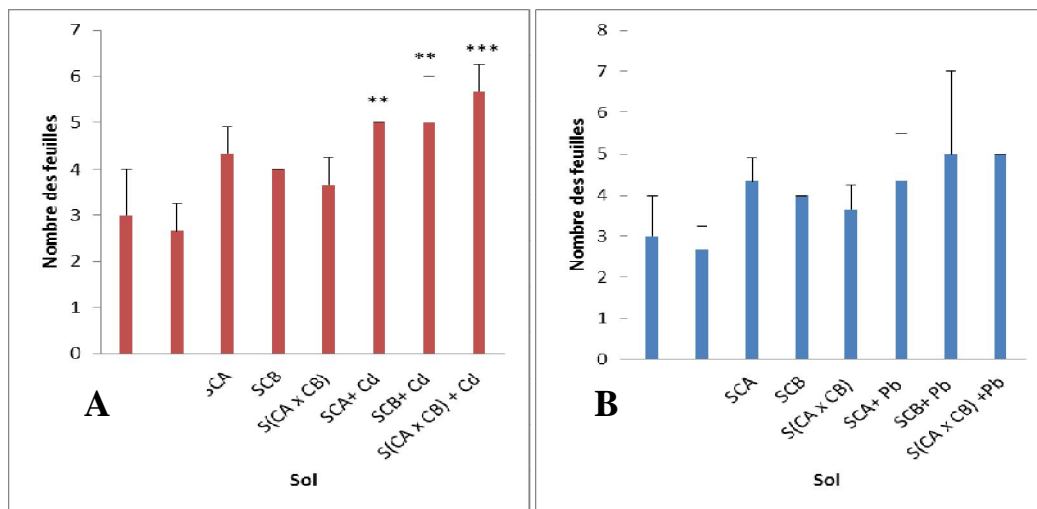 7
6
5
4
3
2
1
0
Nombre des feuilles
**
**
***
SCA
SCB
S(CA x CB)
SCA+ Cd
SCB+ Cd
S(CA x CB) + Cd
Sol
A
8
7
6
5
4
3
2
1
0
Nombre des feuilles
SCA
SCB
S(CA x CB)
SCA+ Pb
SCB+ Pb
S(CA x CB) +Pb
Sol
B